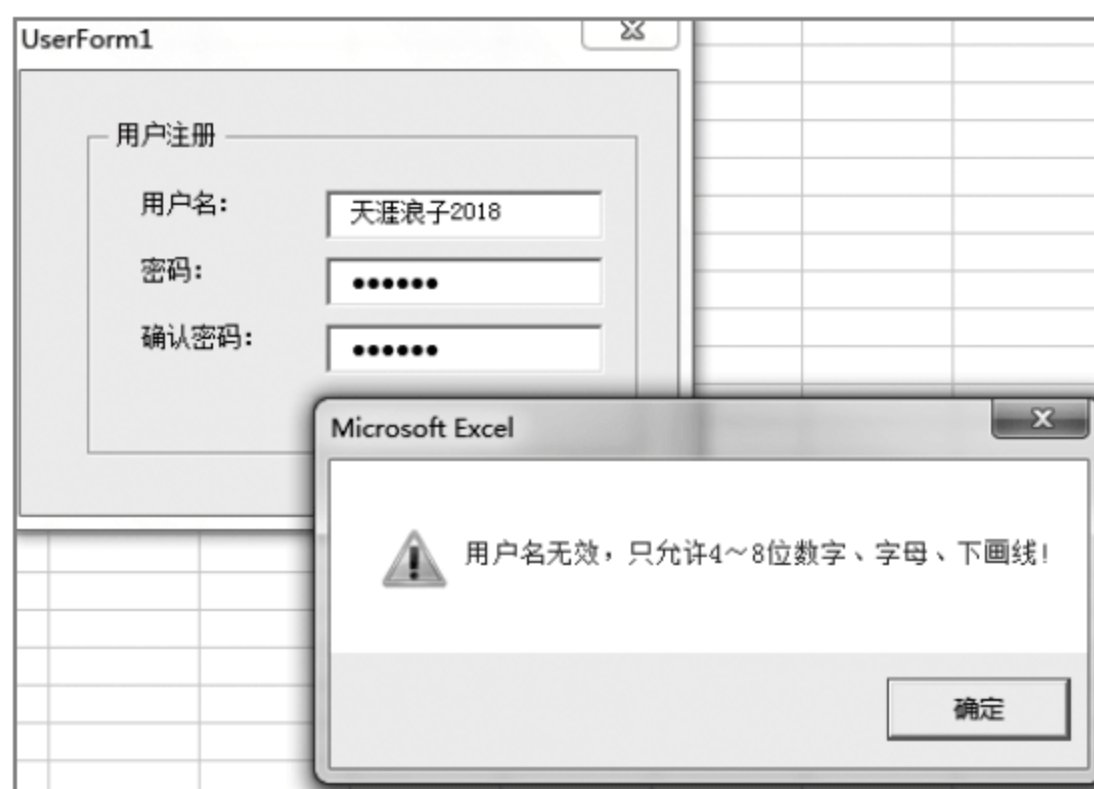 UserForm1
用户注册
用户名:
天涯浪子2018
密码:
●●●●●●
确认密码:
●●●●●●
Microsoft Excel
用户名无效，只允许4～8位数字、字母、下画线!
确定